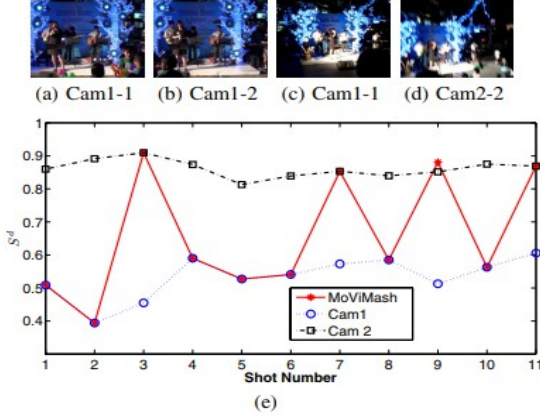 (a) Cam1-1 (b) Cam1-2 (c) Cam1-1 (d) Cam2-2
1
0.9
0.8
0.7
0.6
0.5
0.4
S^d
MoViMash
Cam1
Cam 2
1 2 3 4 5 6 7 8 9 10 11
Shot Number
(e)